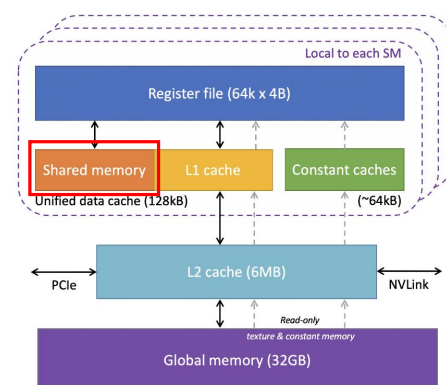 Local to each SM
Register file (64k x 4B)
Shared memory
L1 cache
Constant caches
Unified data cache (128kB)
(~64kB)
L2 cache (6MB)
PCIe
NVLink
Read-only
texture & constant memory
Global memory (32GB)